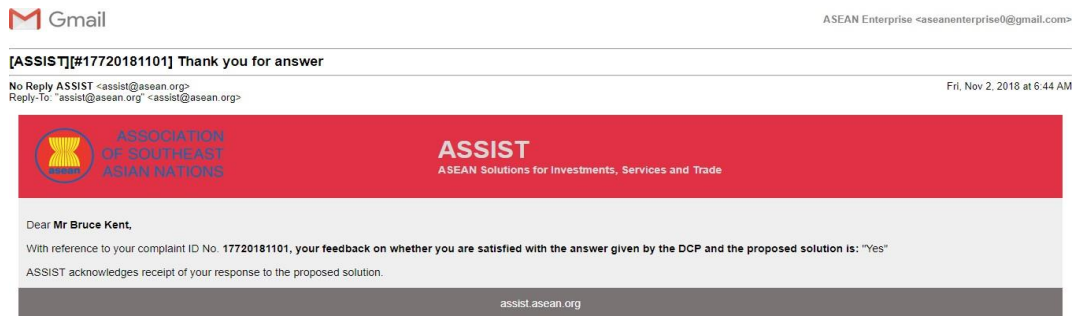 Gmail
ASEAN Enterprise <aseanenterprise0@gmail.com>
[ASSIST][#17720181101] Thank you for answer
No Reply ASSIST <assist@asean.org>
Fri, Nov 2, 2018 at 6:44 AM
Reply-To: "assist@asean.org" <assist@asean.org>
asean
ASSOCIATION
OF SOUTHEAST
ASIAN NATIONS
ASSIST
ASEAN Solutions for Investments, Services and Trade
Dear Mr Bruce Kent,
With reference to your complaint ID No. 17720181101, your feedback on whether you are satisfied with the answer given by the DCP and the proposed solution is: "Yes"
ASSIST acknowledges receipt of your response to the proposed solution.
assist.asean.org